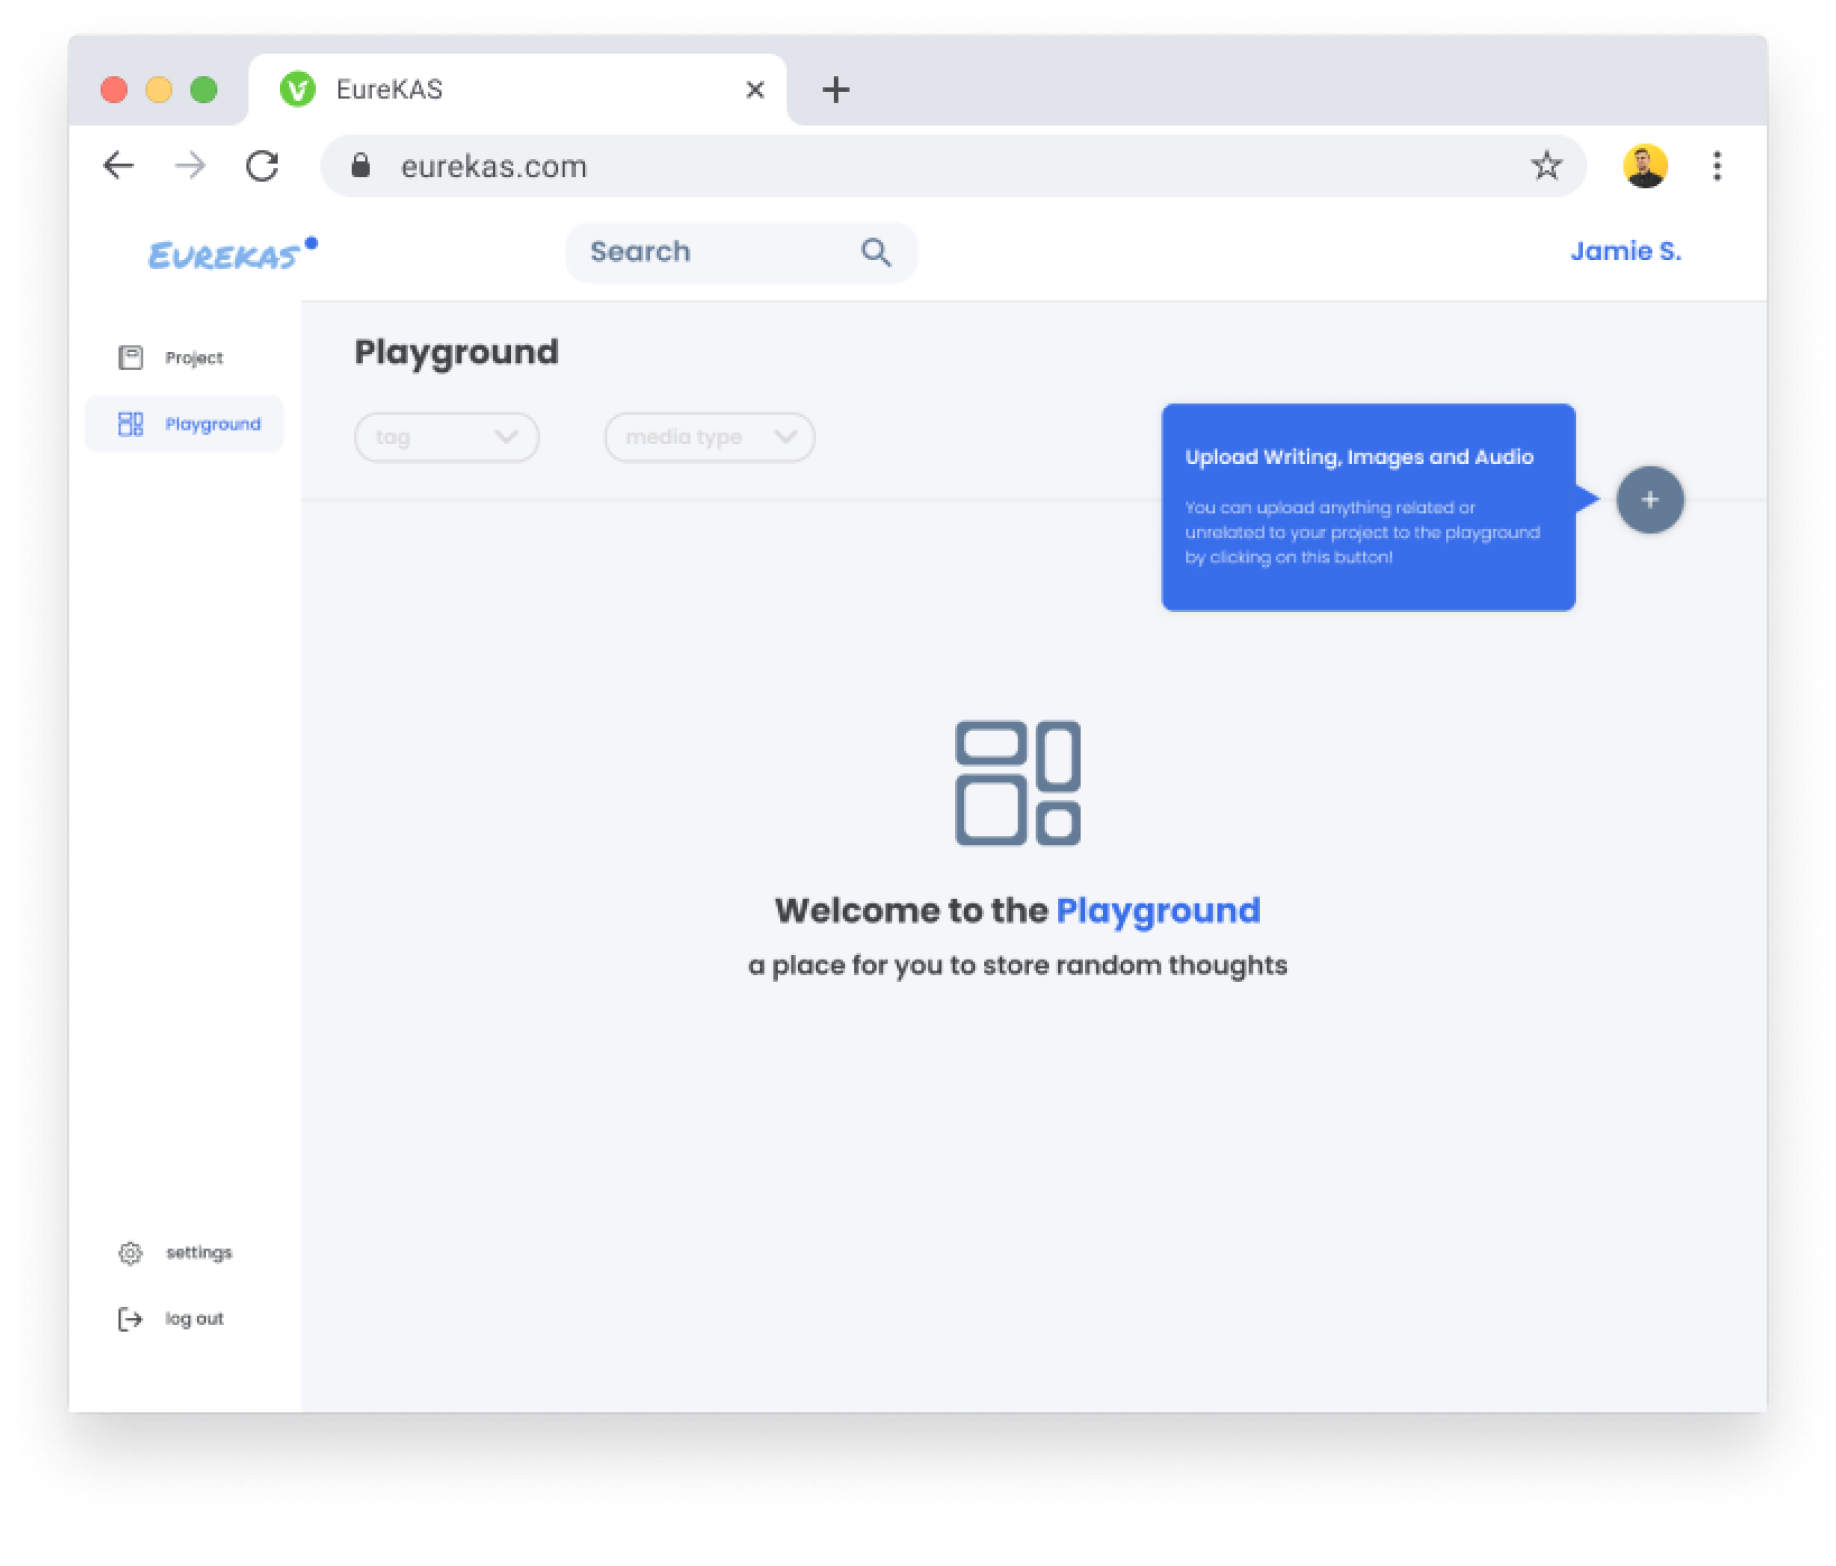 EureKAS
eurekas.com
EUREKAS
Search
Jamie S.
Project
Playground
Playground
tag
media type
Upload Writing, Images and Audio
You can upload anything related or
unrelated to your project to the playground
by clicking on this button!
+
Welcome to the Playground
a place for you to store random thoughts
settings
log out